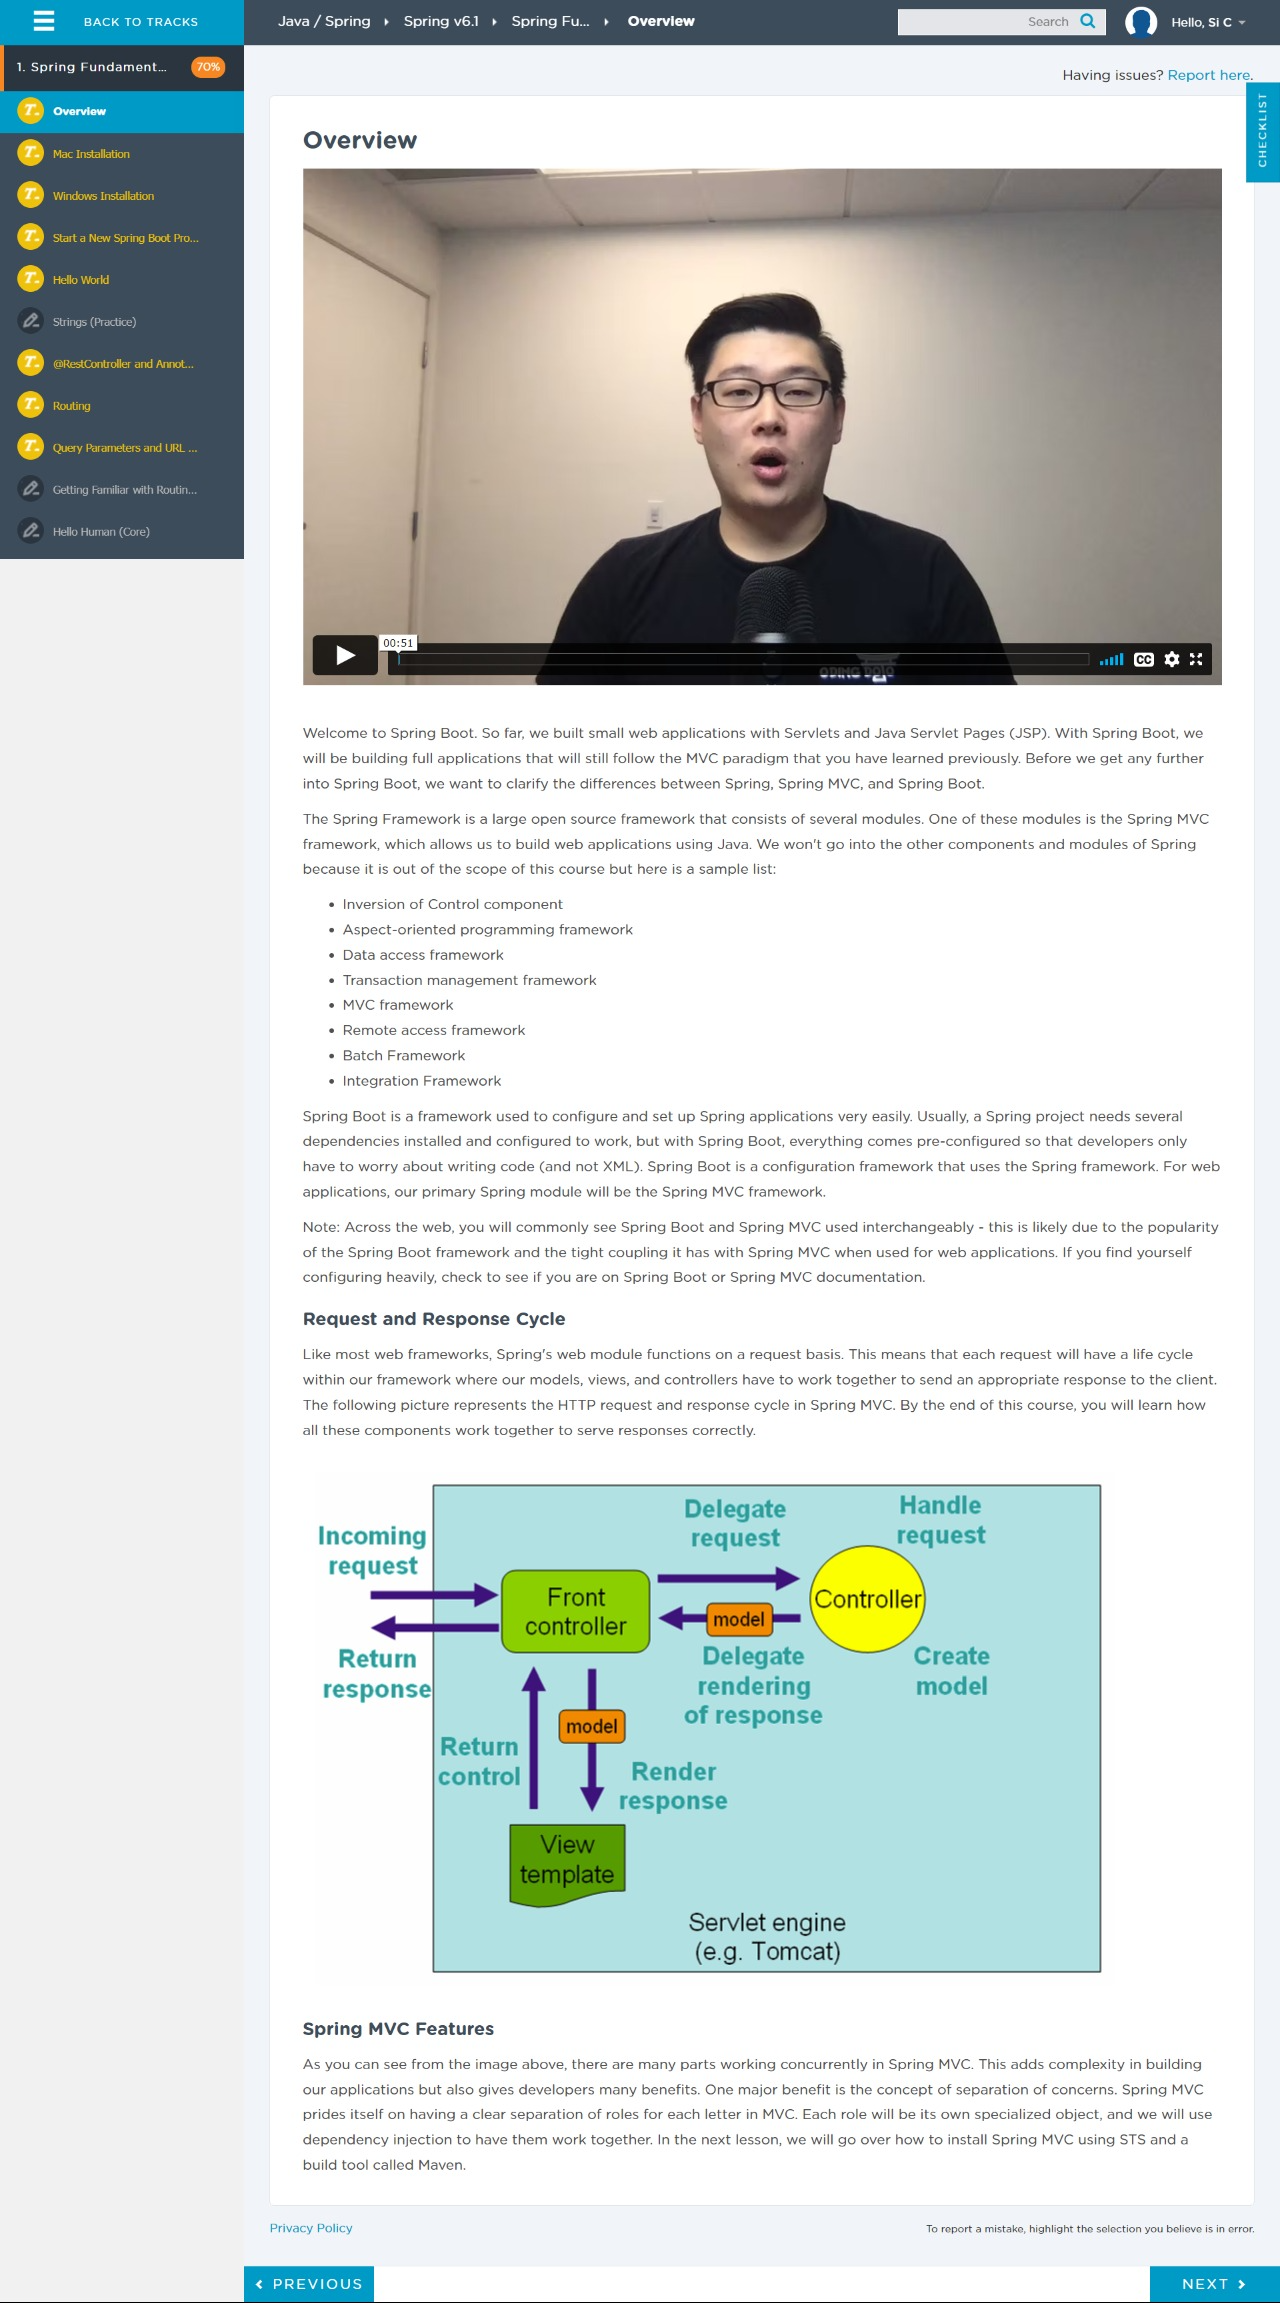 BACK TO TRACKS
Java / Spring
Spring v6.1
Spring Fu...
Overview
Search
Hello, Si C
1. Spring Fundament...
70%
Overview
Mac Installation
Windows Installation
Start a New Spring Boot Pro...
Hello World
Strings (Practice)
@RestController and Annot...
Routing
Query Parameters and URL ...
Getting Familiar with Routin...
Hello Human (Core)
Having issues? Report here.
CHECKLIST
Overview
00:51
CC
Welcome to Spring Boot. So far, we built small web applications with Servlets and Java Servlet Pages (JSP). With Spring Boot, we
will be building full applications that will still follow the MVC paradigm that you have learned previously. Before we get any further
into Spring Boot, we want to clarify the differences between Spring, Spring MVC, and Spring Boot.
The Spring Framework is a large open source framework that consists of several modules. One of these modules is the Spring MVC
framework, which allows us to build web applications using Java. We won't go into the other components and modules of Spring
because it is out of the scope of this course but here is a sample list:
• Inversion of Control component
• Aspect-oriented programming framework
• Data access framework
• Transaction management framework
• MVC framework
• Remote access framework
• Batch Framework
• Integration Framework
Spring Boot is a framework used to configure and set up Spring applications very easily. Usually, a Spring project needs several
dependencies installed and configured to work, but with Spring Boot, everything comes pre-configured so that developers only
have to worry about writing code (and not XML). Spring Boot is a configuration framework that uses the Spring framework. For web
applications, our primary Spring module will be the Spring MVC framework.
Note: Across the web, you will commonly see Spring Boot and Spring MVC used interchangeably - this is likely due to the popularity
of the Spring Boot framework and the tight coupling it has with Spring MVC when used for web applications. If you find yourself
configuring heavily, check to see if you are on Spring Boot or Spring MVC documentation.
Request and Response Cycle
Like most web frameworks, Spring's web module functions on a request basis. This means that each request will have a life cycle
within our framework where our models, views, and controllers have to work together to send an appropriate response to the client.
The following picture represents the HTTP request and response cycle in Spring MVC. By the end of this course, you will learn how
all these components work together to serve responses correctly.
Incoming
request
Return
response
Front
controller
Delegate
request
Handle
request
Controller
model
Delegate
rendering
of response
Create
model
model
Return
control
Render
response
View
template
Servlet engine
(e.g. Tomcat)
Spring MVC Features
As you can see from the image above, there are many parts working concurrently in Spring MVC. This adds complexity in building
our applications but also gives developers many benefits. One major benefit is the concept of separation of concerns. Spring MVC
prides itself on having a clear separation of roles for each letter in MVC. Each role will be its own specialized object, and we will use
dependency injection to have them work together. In the next lesson, we will go over how to install Spring MVC using STS and a
build tool called Maven.
Privacy Policy
To report a mistake, highlight the selection you believe is in error.
PREVIOUS
NEXT